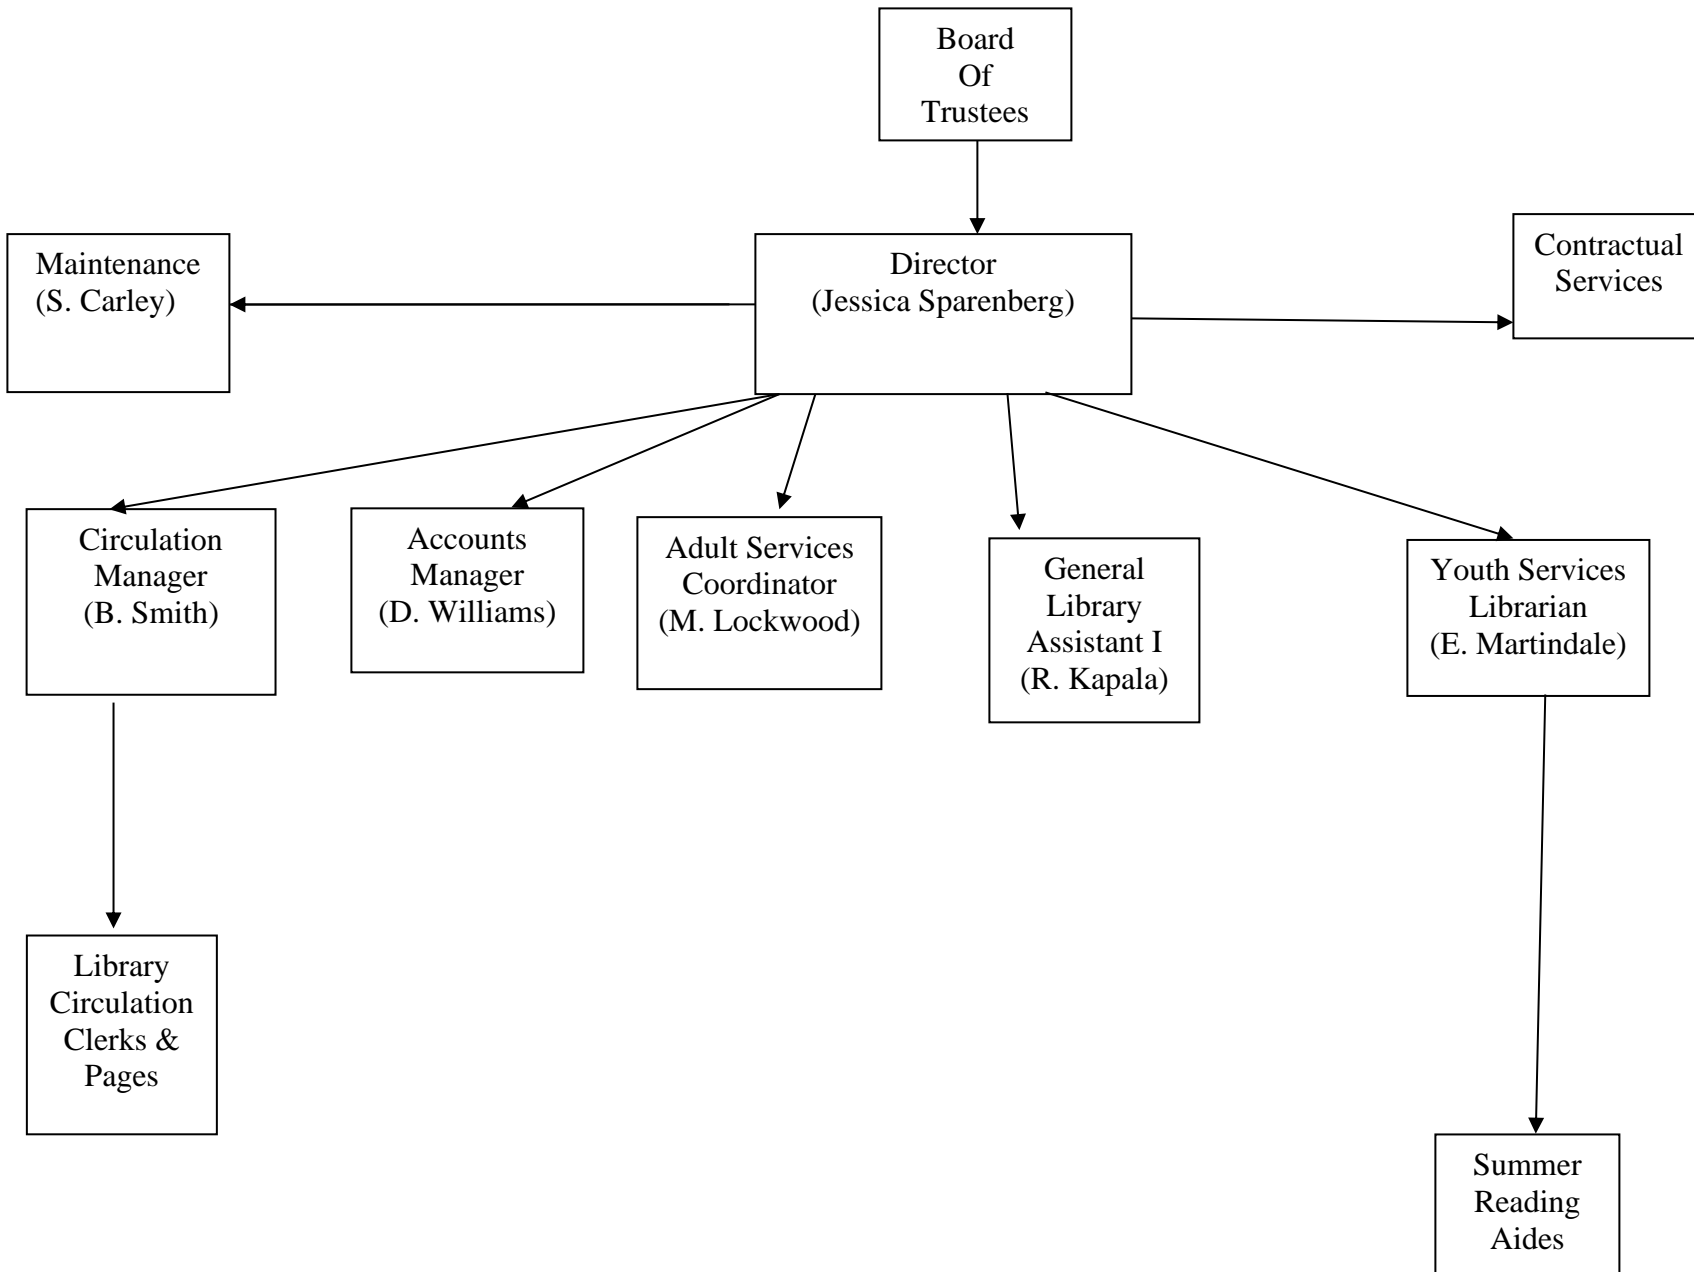 Board
Of
Trustees
Maintenance
(S. Carley)
Director
(Jessica Sparenberg)
Contractual
Services
Circulation
Manager
(B. Smith)
Accounts
Manager
(D. Williams)
Adult Services
Coordinator
(M. Lockwood)
General
Library
Assistant I
(R. Kapala)
Youth Services
Librarian
(E. Martindale)
Library
Circulation
Clerks &
Pages
Summer
Reading
Aides